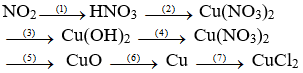 NO₂ —(1)→ HNO₃ —(2)→ Cu(NO₃)₂
—(3)→ Cu(OH)₂ —(4)→ Cu(NO₃)₂
—(5)→ CuO —(6)→ Cu —(7)→ CuCl₂